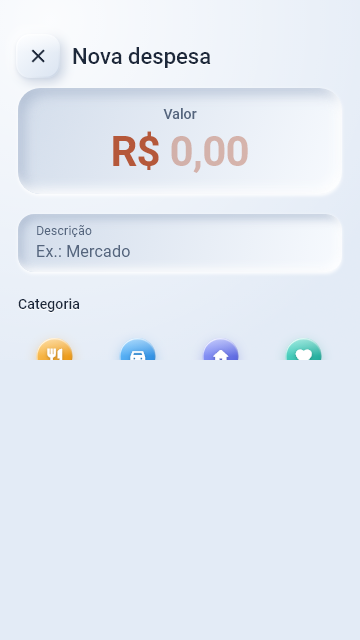 Nova despesa
Valor
R$ 0,00
Descrição
Ex.: Mercado
Categoria